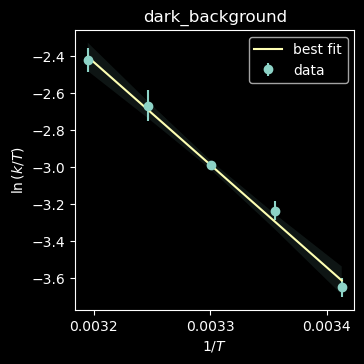 dark_background
best fit
data
−2.4
−2.6
−2.8
−3.0
−3.2
−3.4
−3.6
ln (k/T)
0.0032
0.0033
0.0034
1/T